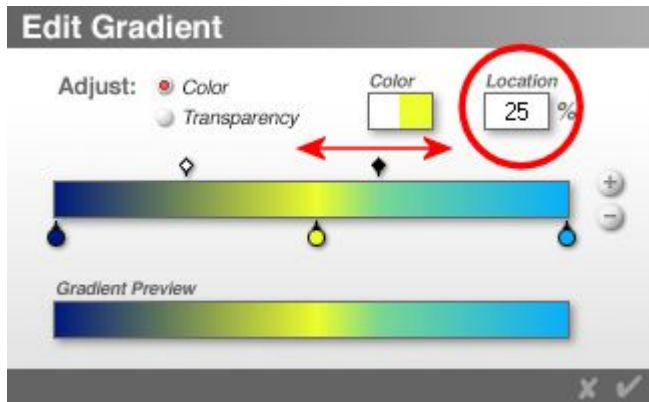 Edit Gradient
Adjust:
Color
Transparency
Color
Location
25 %
Gradient Preview